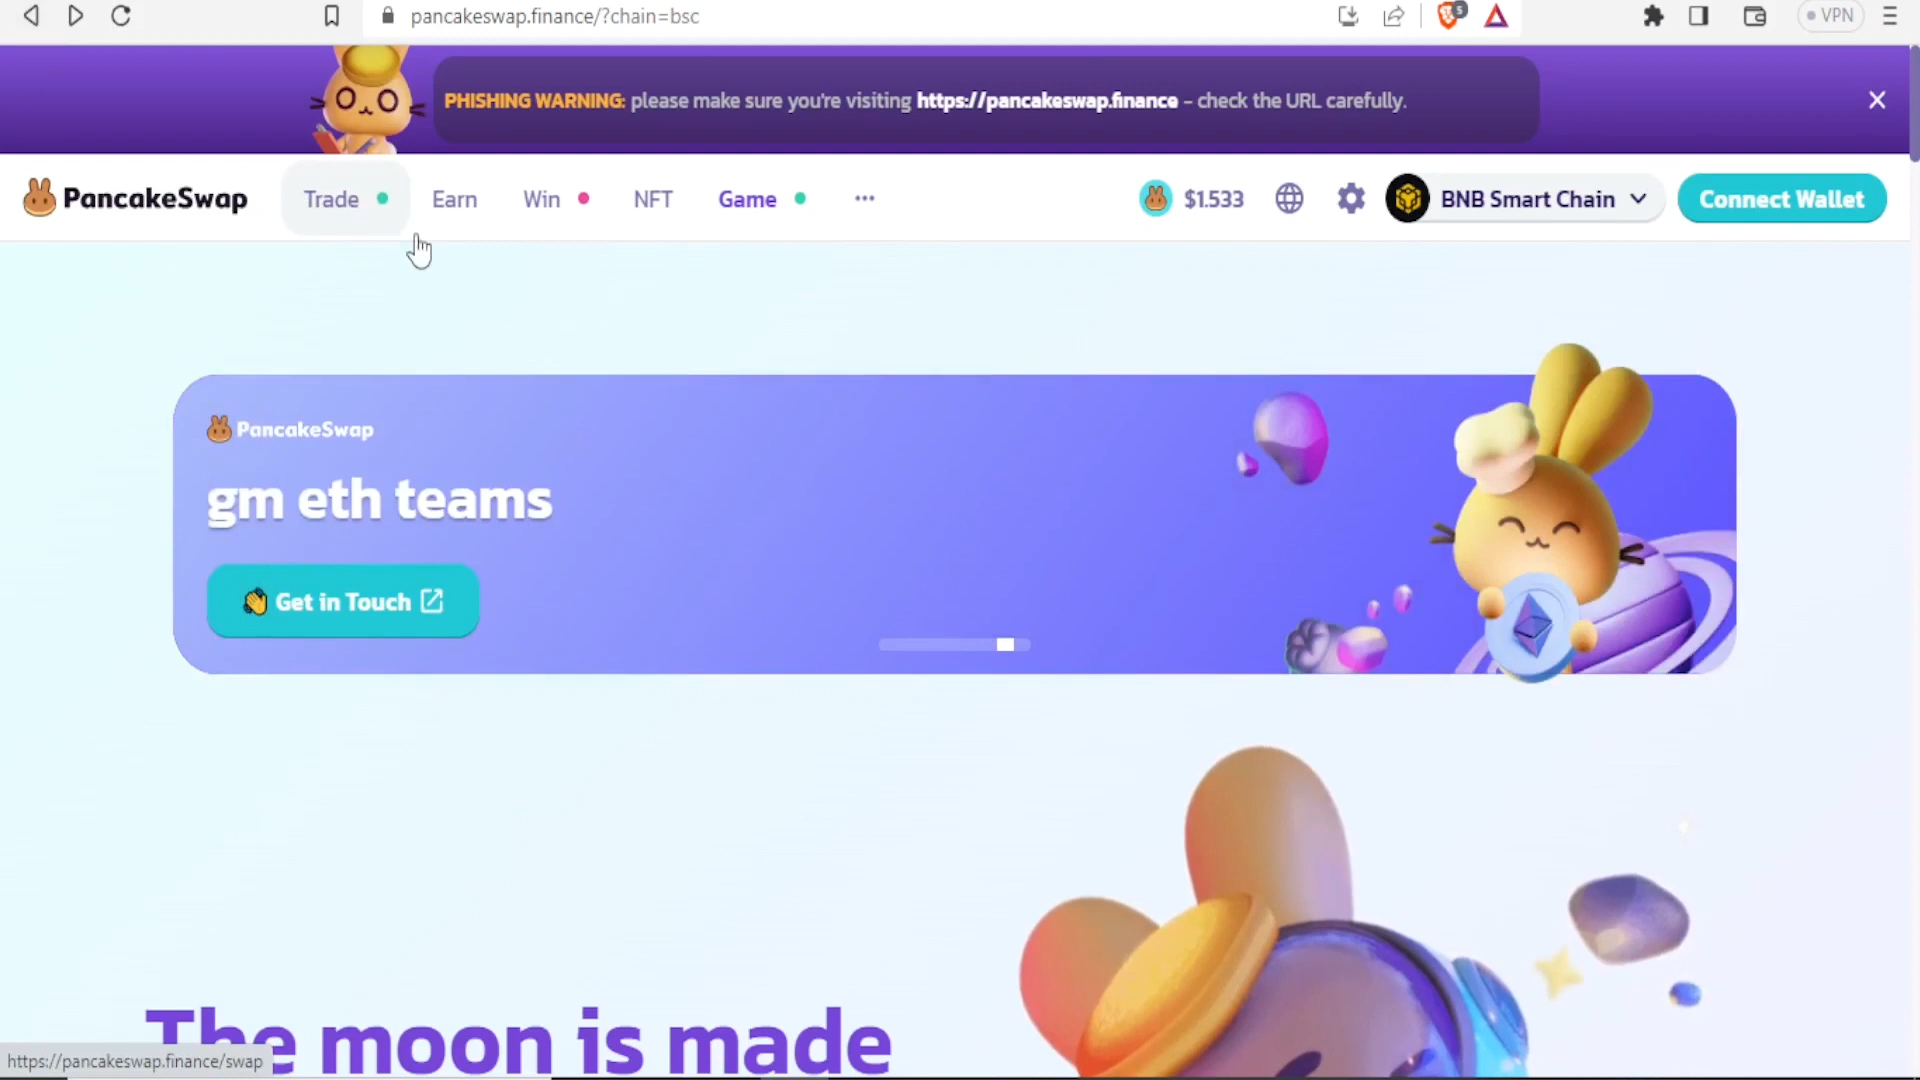 pancakeswap.finance/?chain=bsc
5
VPN
PHISHING WARNING: please make sure you're visiting https://pancakeswap.finance - check the URL carefully.
PancakeSwap
Trade
Earn
Win
NFT
Game
$1.533
BNB Smart Chain
Connect Wallet
PancakeSwap
gm eth teams
👋 Get in Touch
The moon is made
https://pancakeswap.finance/swap